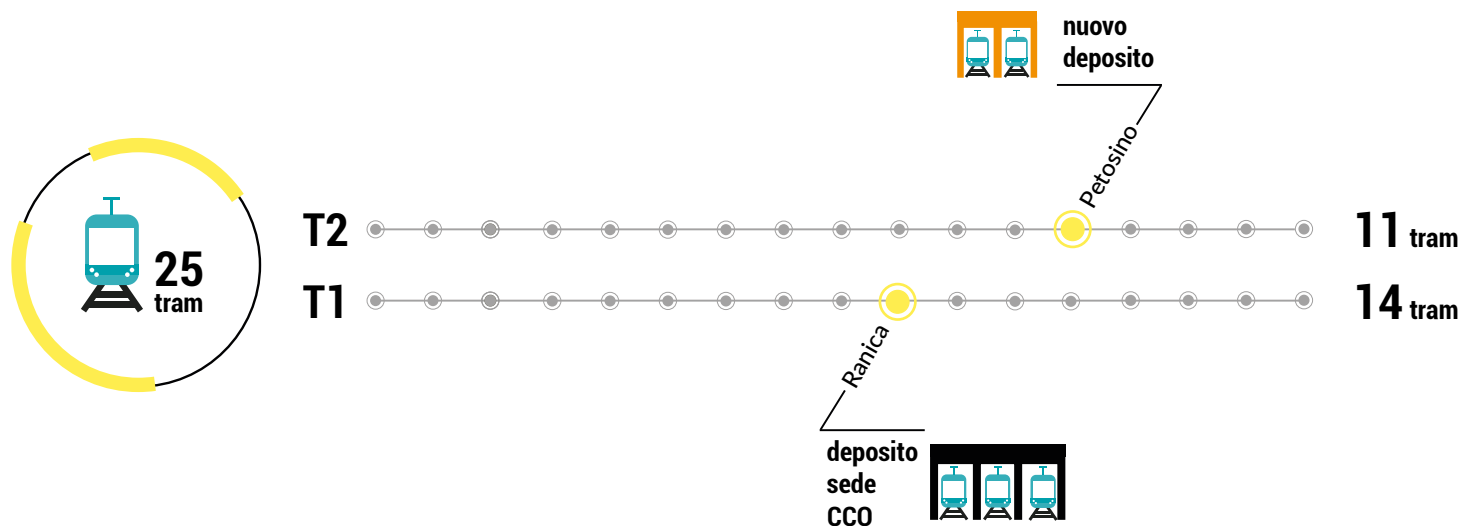 nuovo
deposito
Petosino
T2
11 tram
25
tram
T1
14 tram
Ranica
deposito
sede
CCO